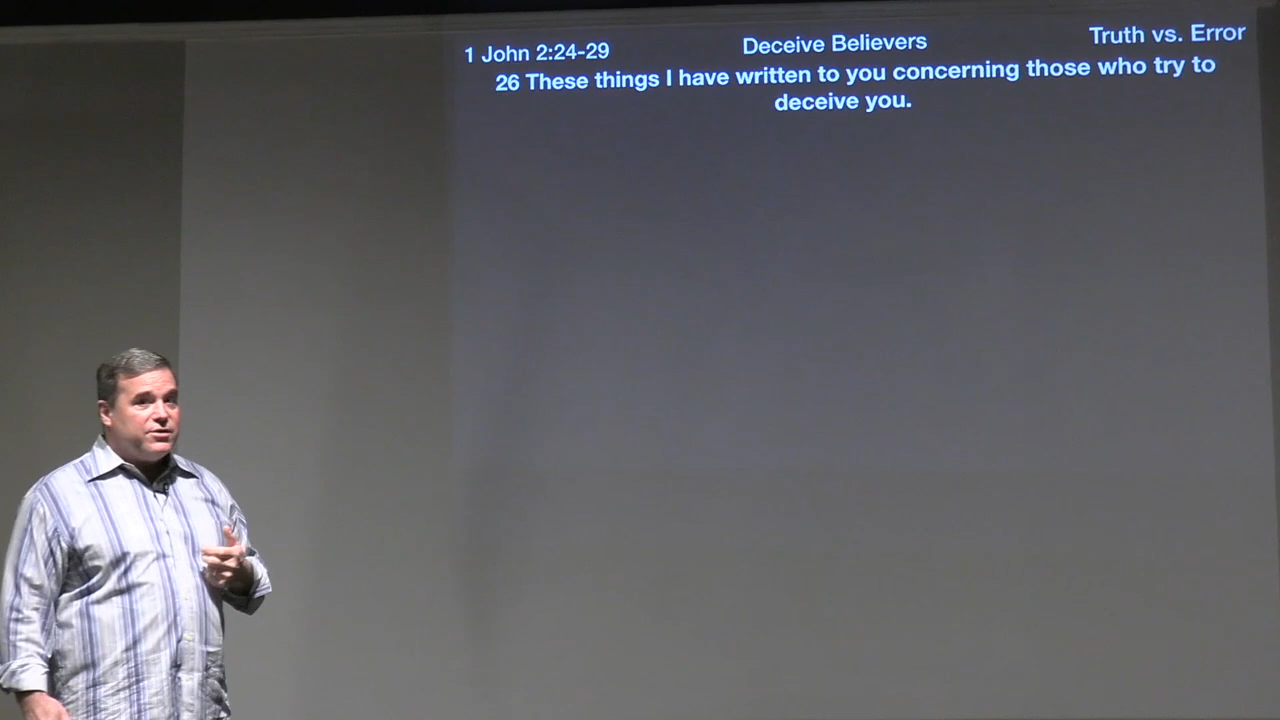 1 John 2:24-29 Deceive Believers Truth vs. Error
26 These things I have written to you concerning those who try to
deceive you.